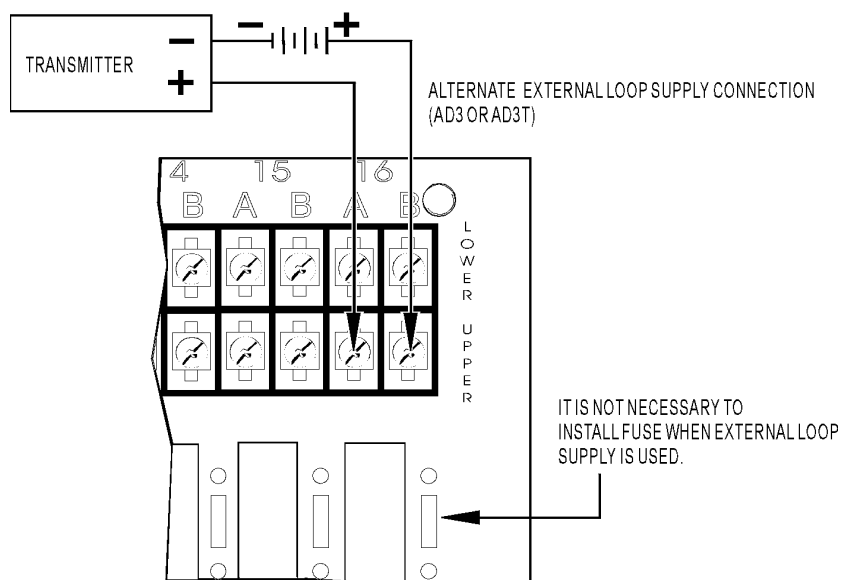 − +
TRANSMITTER −
+
ALTERNATE EXTERNAL LOOP SUPPLY CONNECTION
(AD3 OR AD3T)
4 15 16
B A B A B
LOWER UPPER
IT IS NOT NECESSARY TO
INSTALL FUSE WHEN EXTERNAL LOOP
SUPPLY IS USED.